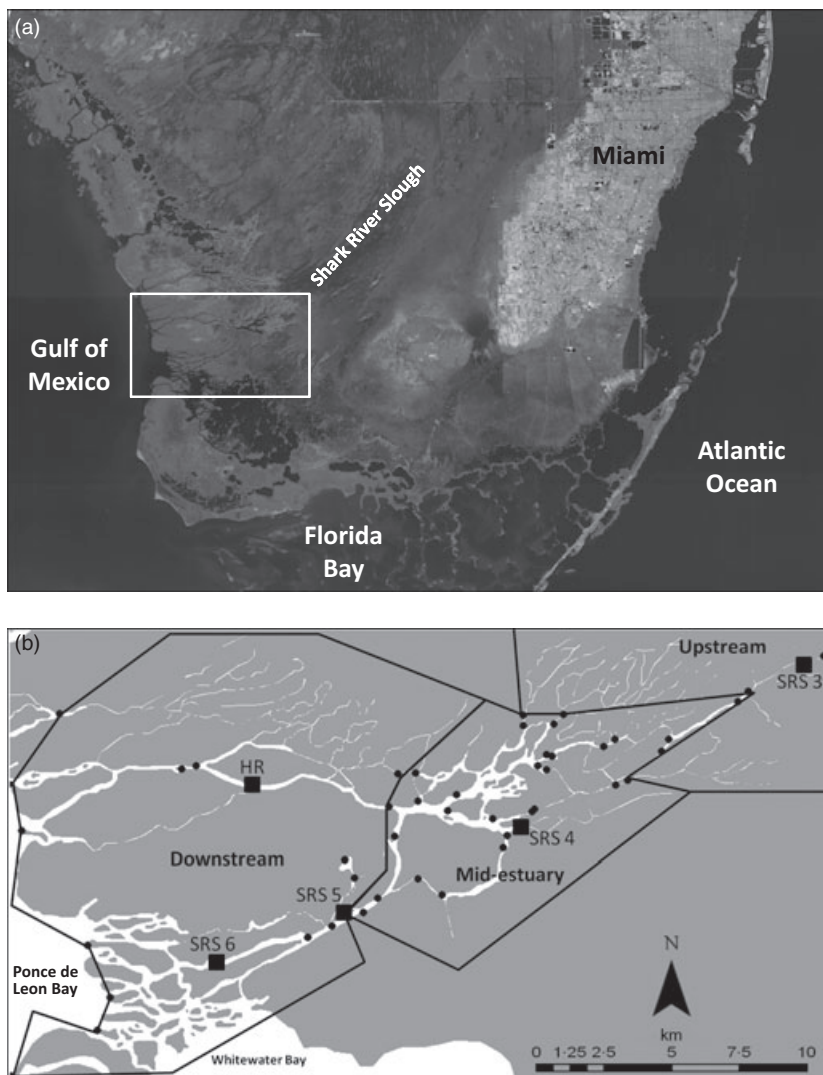 (a)
Miami
Shark River Slough
Gulf of
Mexico
Atlantic
Ocean
Florida
Bay
(b)
Upstream
SRS 3
HR
SRS 4
Downstream
Mid-estuary
SRS 5
SRS 6
N
Ponce de
Leon Bay
km
Whitewater Bay
0 1·25 2·5 5 7·5 10